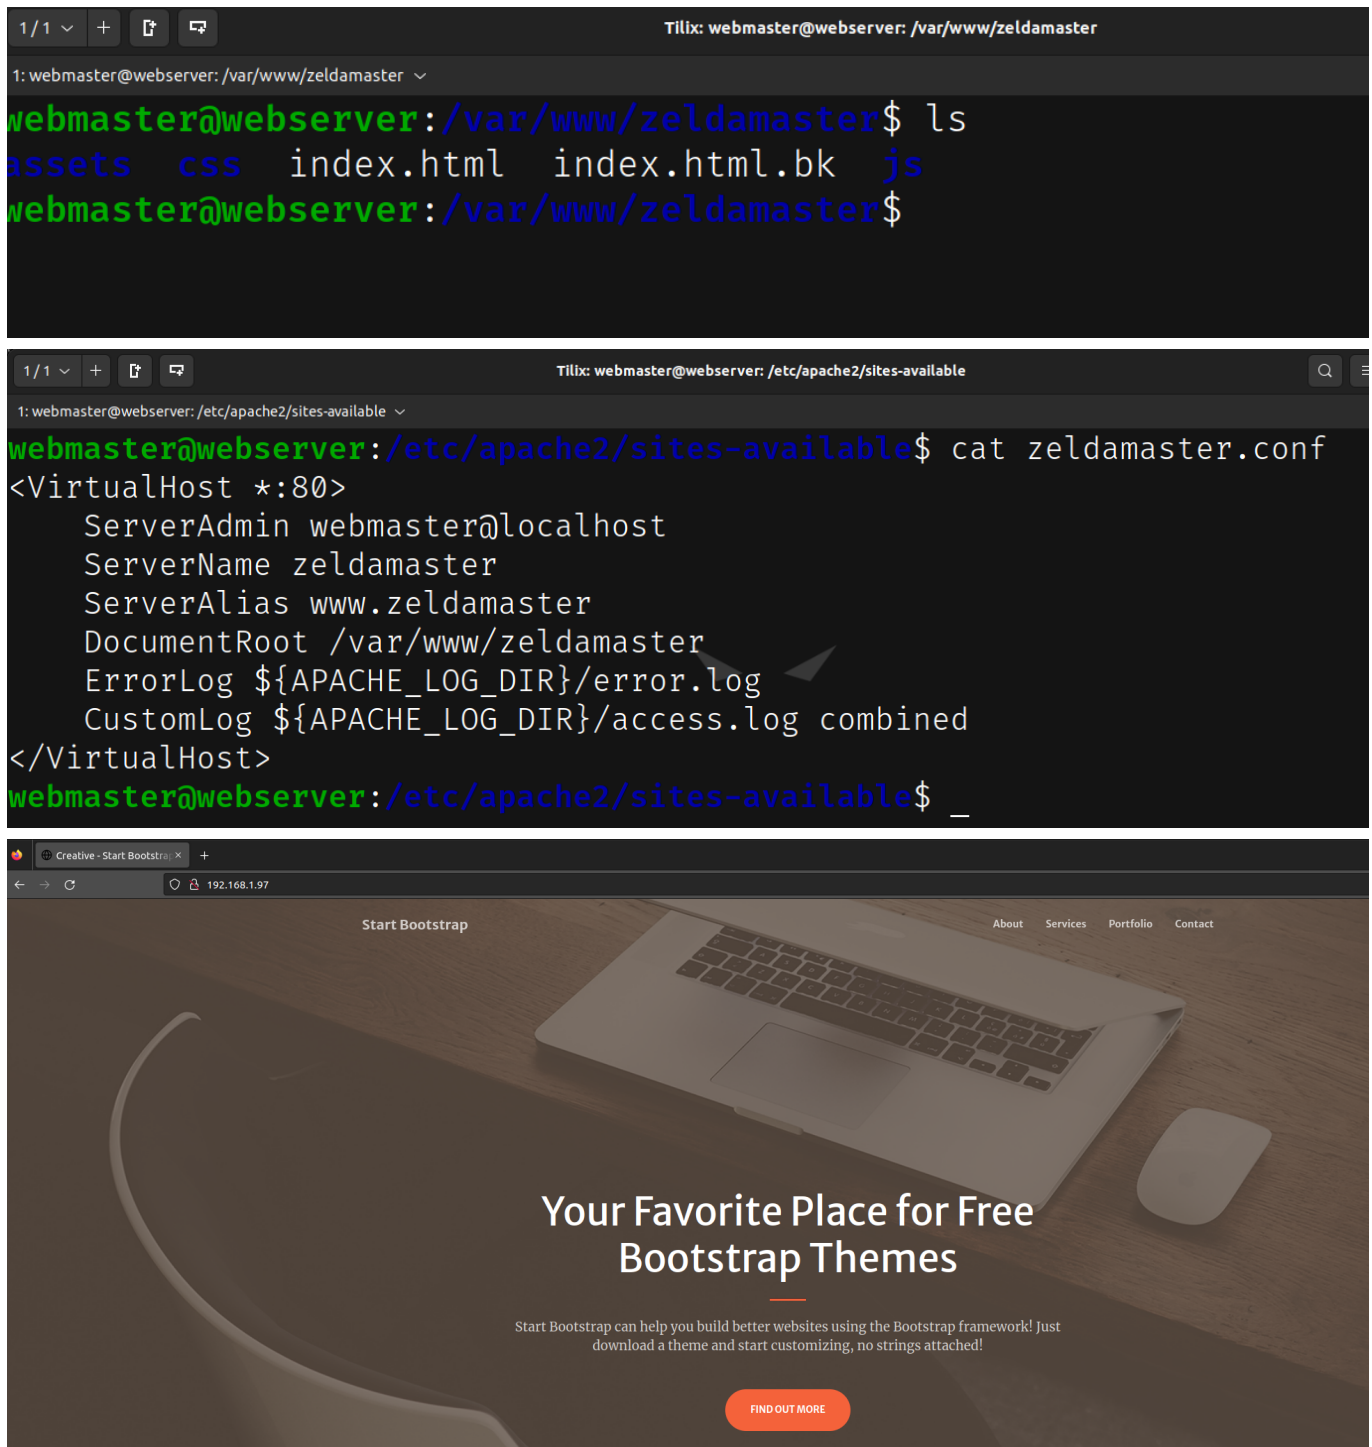 1 / 1
Tilix: webmaster@webserver: /var/www/zeldamaster
1: webmaster@webserver: /var/www/zeldamaster
webmaster@webserver:/var/www/zeldamaster$ ls
assets css index.html index.html.bk js
webmaster@webserver:/var/www/zeldamaster$
1 / 1
Tilix: webmaster@webserver: /etc/apache2/sites-available
1: webmaster@webserver: /etc/apache2/sites-available
webmaster@webserver:/etc/apache2/sites-available$ cat zeldamaster.conf
<VirtualHost *:80>
ServerAdmin webmaster@localhost
ServerName zeldamaster
ServerAlias www.zeldamaster
DocumentRoot /var/www/zeldamaster
ErrorLog ${APACHE_LOG_DIR}/error.log
CustomLog ${APACHE_LOG_DIR}/access.log combined
</VirtualHost>
webmaster@webserver:/etc/apache2/sites-available$ _
Creative - Start Bootstrap
192.168.1.97
Start Bootstrap About Services Portfolio Contact
Your Favorite Place for Free
Bootstrap Themes
Start Bootstrap can help you build better websites using the Bootstrap framework! Just
download a theme and start customizing, no strings attached!
FIND OUT MORE